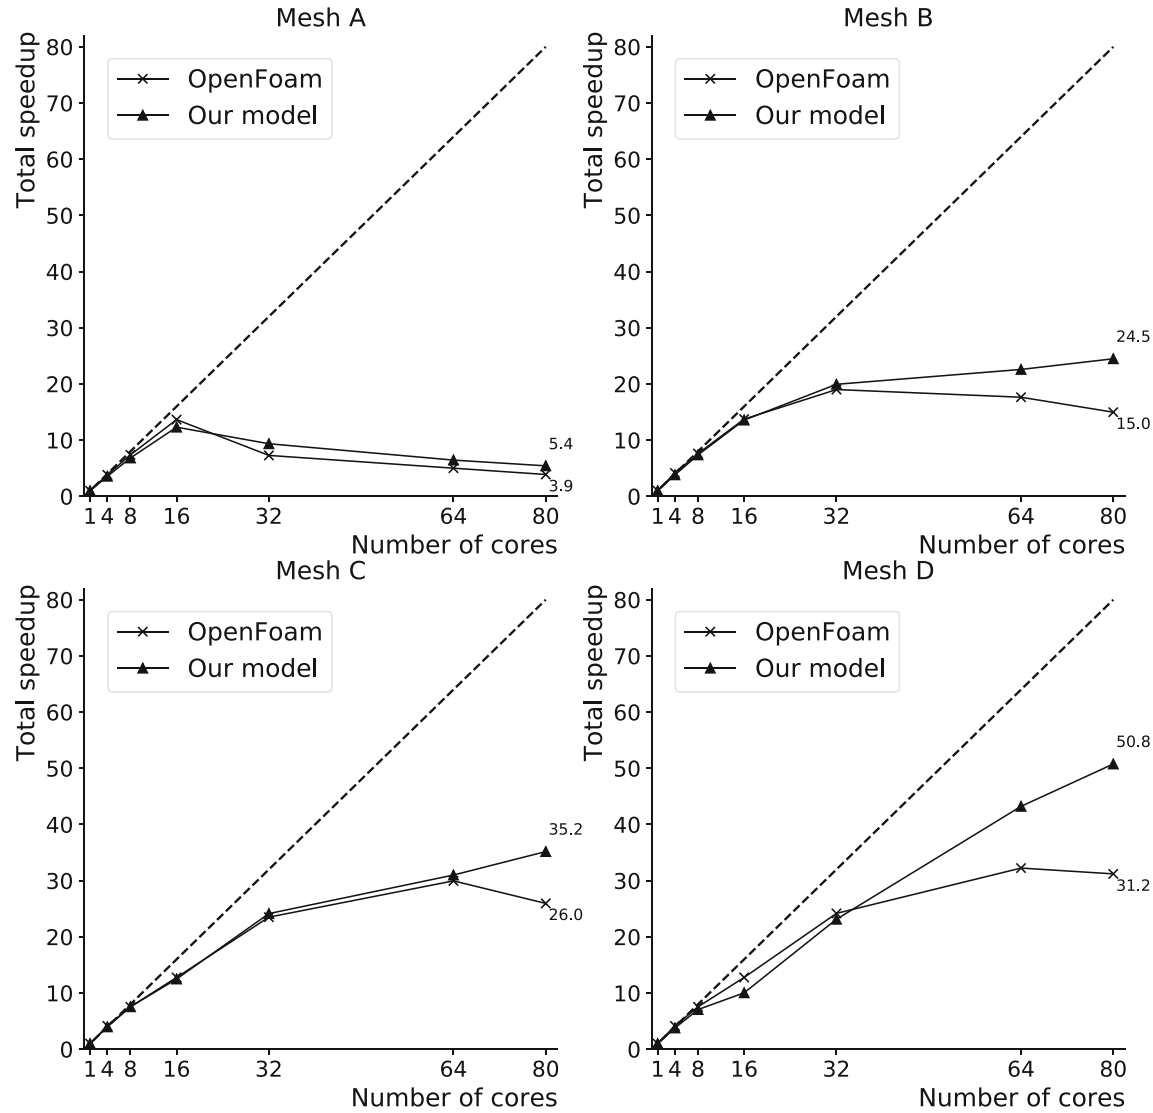 Mesh A
Total speedup
80
70
60
50
40
30
20
10
0
OpenFoam
Our model
5.4
3.9
1 4 8 16 32 64 80
Number of cores
Mesh B
Total speedup
80
70
60
50
40
30
20
10
0
OpenFoam
Our model
24.5
15.0
1 4 8 16 32 64 80
Number of cores
Mesh C
Total speedup
80
70
60
50
40
30
20
10
0
OpenFoam
Our model
35.2
26.0
1 4 8 16 32 64 80
Number of cores
Mesh D
Total speedup
80
70
60
50
40
30
20
10
0
OpenFoam
Our model
50.8
31.2
1 4 8 16 32 64 80
Number of cores